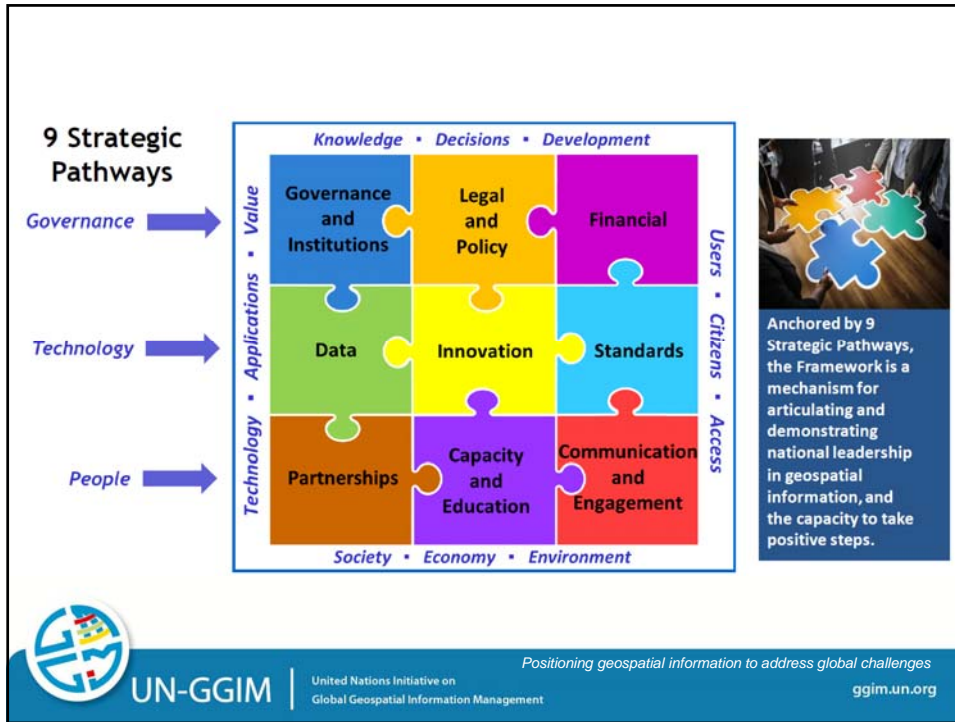 9 Strategic
Pathways
Governance
Technology
People
Knowledge ▪ Decisions ▪ Development
Technology ▪ Applications ▪ Value
Governance
and
Institutions
Legal
and
Policy
Financial
Data
Innovation
Standards
Partnerships
Capacity
and
Education
Communication
and
Engagement
Users ▪ Citizens ▪ Access
Society ▪ Economy ▪ Environment
Anchored by 9
Strategic Pathways,
the Framework is a
mechanism for
articulating and
demonstrating
national leadership
in geospatial
information, and
the capacity to take
positive steps.
Positioning geospatial information to address global challenges
UN-GGIM
United Nations Initiative on
Global Geospatial Information Management
ggim.un.org